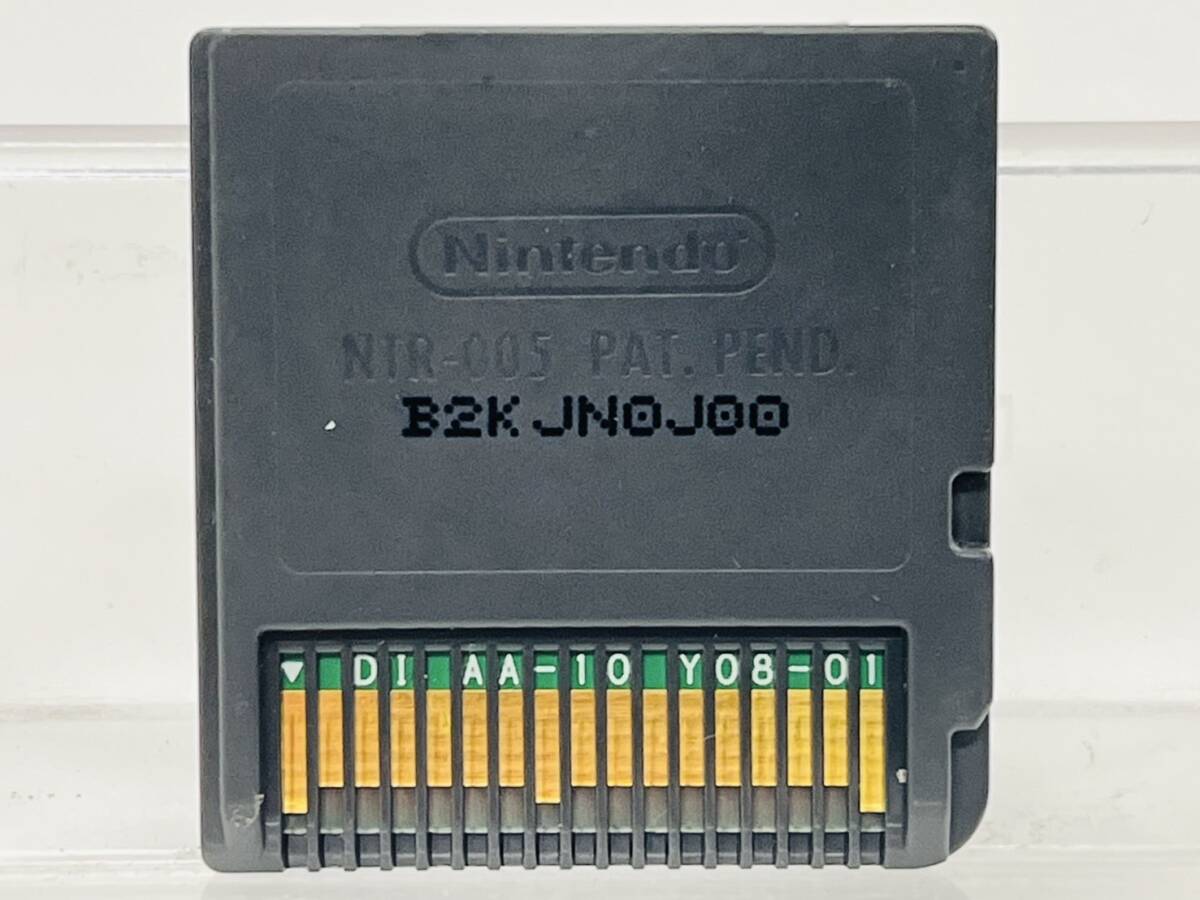 Nintendo
NTR-005 PAT. PEND.
B2KJN0J00
▼ DI AA-10 Y08-01